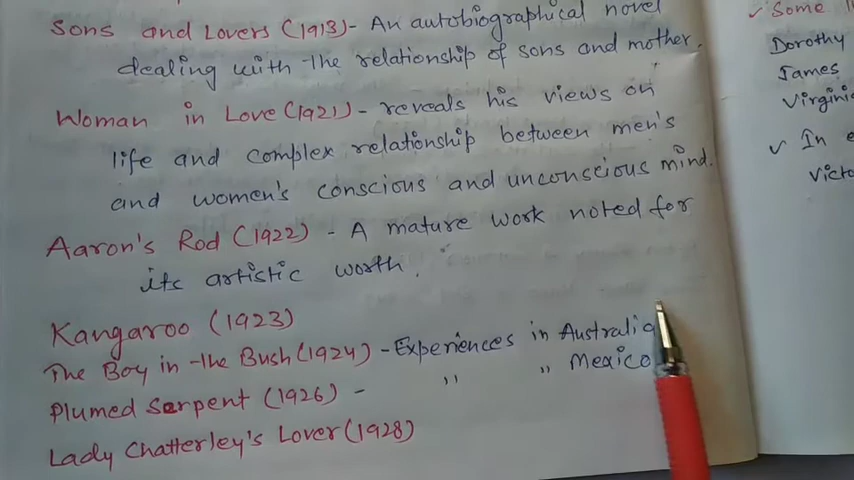 Sons and Lovers (1913)- An autobiographical novel
dealing with the relationship of sons and mother.
Woman in Love (1921) - reveals his views on
life and complex relationship between men's
and women's conscious and unconscious mind.
Aaron's Rod (1922) - A mature work noted for
its artistic worth.
Kangaroo (1923)
The Boy in the Bush (1924) - Experiences in Australia
Plumed Serpent (1926) - " " Mexico
Lady Chatterley's Lover (1928)
✓ Some
Dorothy
James
Virginia
✓ In
Victo